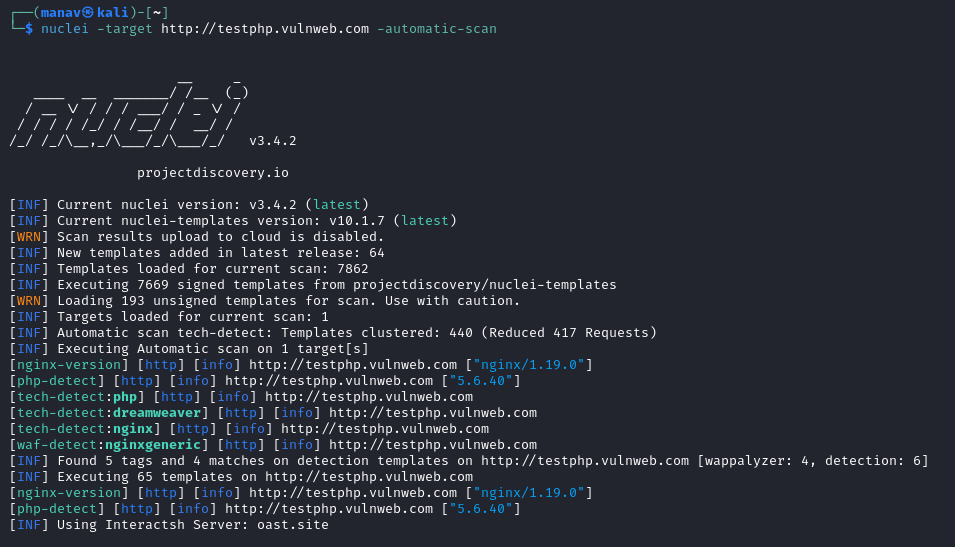 ┌──(manav㉿kali)-[~]
└─$ nuclei -target http://testphp.vulnweb.com -automatic-scan
nuclei v3.4.2
projectdiscovery.io
[INF] Current nuclei version: v3.4.2 (latest)
[INF] Current nuclei-templates version: v10.1.7 (latest)
[WRN] Scan results upload to cloud is disabled.
[INF] New templates added in latest release: 64
[INF] Templates loaded for current scan: 7862
[INF] Executing 7669 signed templates from projectdiscovery/nuclei-templates
[WRN] Loading 193 unsigned templates for scan. Use with caution.
[INF] Targets loaded for current scan: 1
[INF] Automatic scan tech-detect: Templates clustered: 440 (Reduced 417 Requests)
[INF] Executing Automatic scan on 1 target[s]
[nginx-version] [http] [info] http://testphp.vulnweb.com ["nginx/1.19.0"]
[php-detect] [http] [info] http://testphp.vulnweb.com ["5.6.40"]
[tech-detect:php] [http] [info] http://testphp.vulnweb.com
[tech-detect:dreamweaver] [http] [info] http://testphp.vulnweb.com
[tech-detect:nginx] [http] [info] http://testphp.vulnweb.com
[waf-detect:nginxgeneric] [http] [info] http://testphp.vulnweb.com
[INF] Found 5 tags and 4 matches on detection templates on http://testphp.vulnweb.com [wappalyzer: 4, detection: 6]
[INF] Executing 65 templates on http://testphp.vulnweb.com
[nginx-version] [http] [info] http://testphp.vulnweb.com ["nginx/1.19.0"]
[php-detect] [http] [info] http://testphp.vulnweb.com ["5.6.40"]
[INF] Using Interactsh Server: oast.site